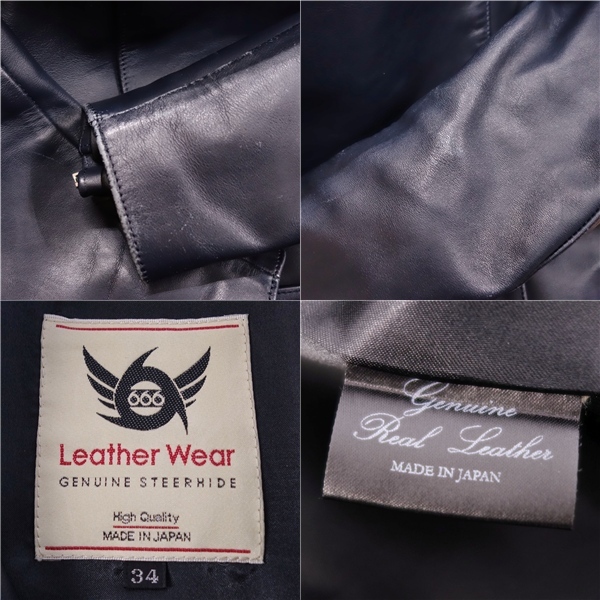 666
Leather Wear
GENUINE STEERHIDE
High Quality
MADE IN JAPAN
34
Genuine
Real Leather
MADE IN JAPAN